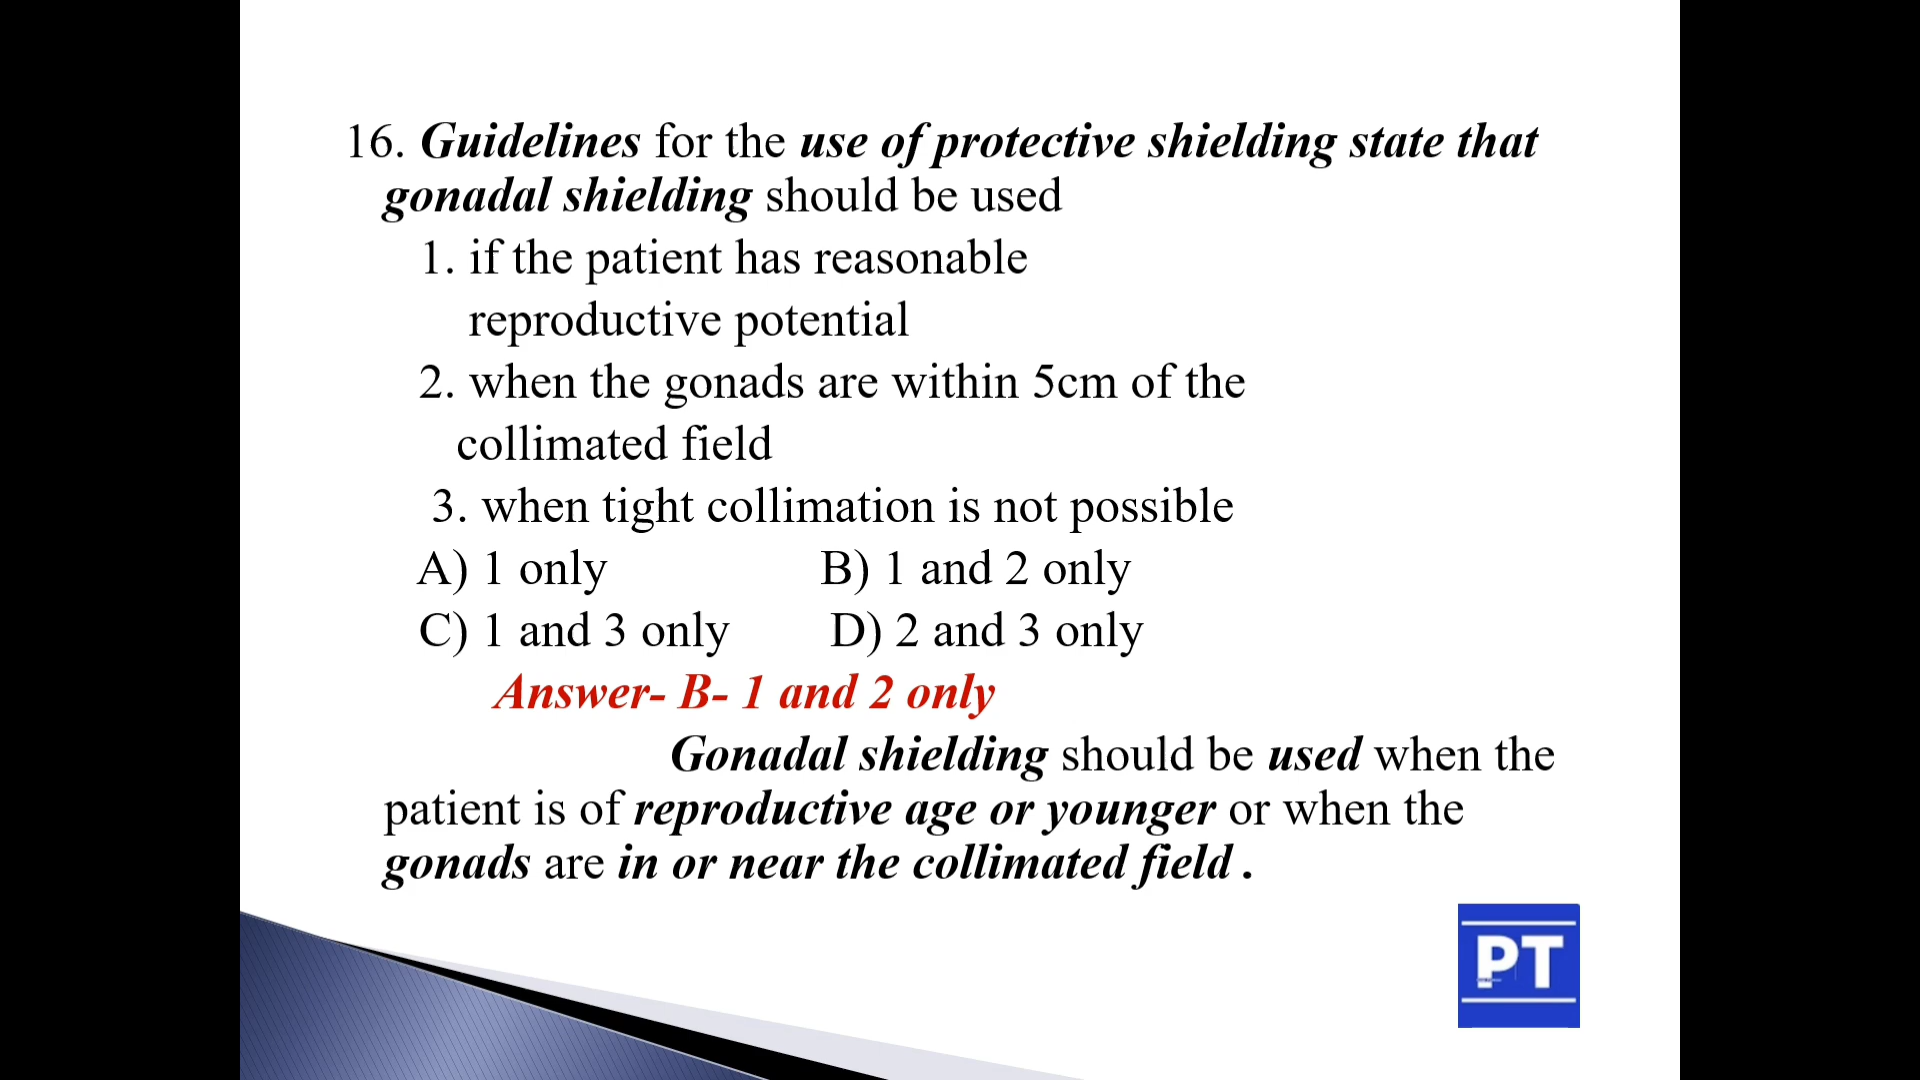 16. Guidelines for the use of protective shielding state that
gonadal shielding should be used
1. if the patient has reasonable
reproductive potential
2. when the gonads are within 5cm of the
collimated field
3. when tight collimation is not possible
A) 1 only B) 1 and 2 only
C) 1 and 3 only D) 2 and 3 only
Answer- B- 1 and 2 only
Gonadal shielding should be used when the
patient is of reproductive age or younger or when the
gonads are in or near the collimated field .
PT